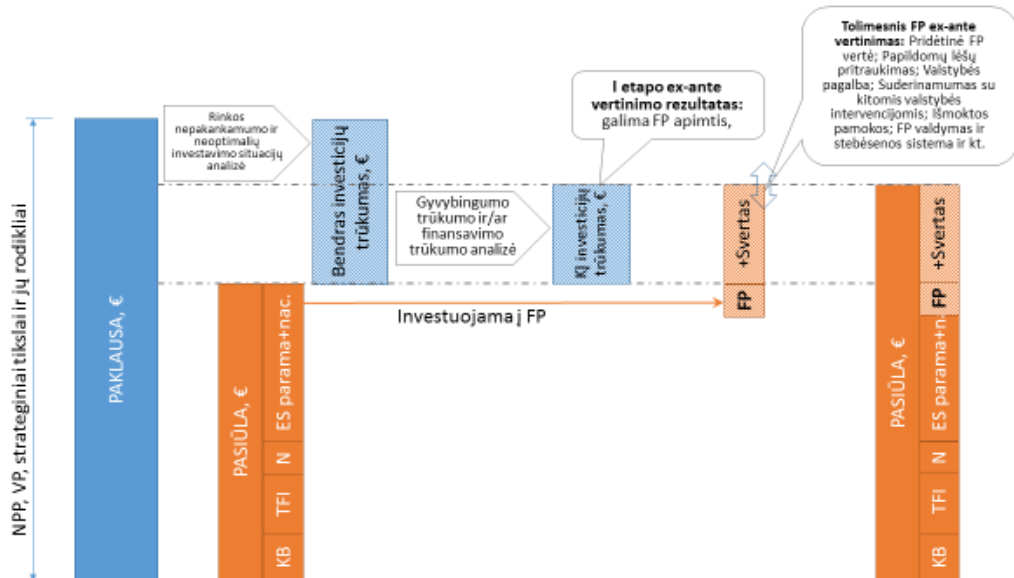 NPP, VP, strateginiai tikslai ir jų rodikliai
PAKLAUSA, €
Rinkos
nepakankamumo ir
neoptimalių
investavimo situacijų
analizė
PASIŪLA, €
ES parama+nac.
N
TFI
KB
Bendras investicijų
trūkumas, €
Gyvybingumo
trūkumo ir/ar
finansavimo
trūkumo analizė
Investuojama į FP
I etapo ex-ante
vertinimo rezultatas:
galima FP apimtis,
KĮ investicijų
trūkumas, €
+Svertas
FP
Tolimesnis FP ex-ante
vertinimas: Pridėtinė FP
vertė; Papildomų lėšų
pritraukimas; Valstybės
pagalba; Suderinamumas su
kitomis valstybės
intervencijomis; Išmoktos
pamokos; FP valdymas ir
stebėsenos sistema ir kt.
PASIŪLA, €
+Svertas
FP
ES parama+n.
N
TFI
KB